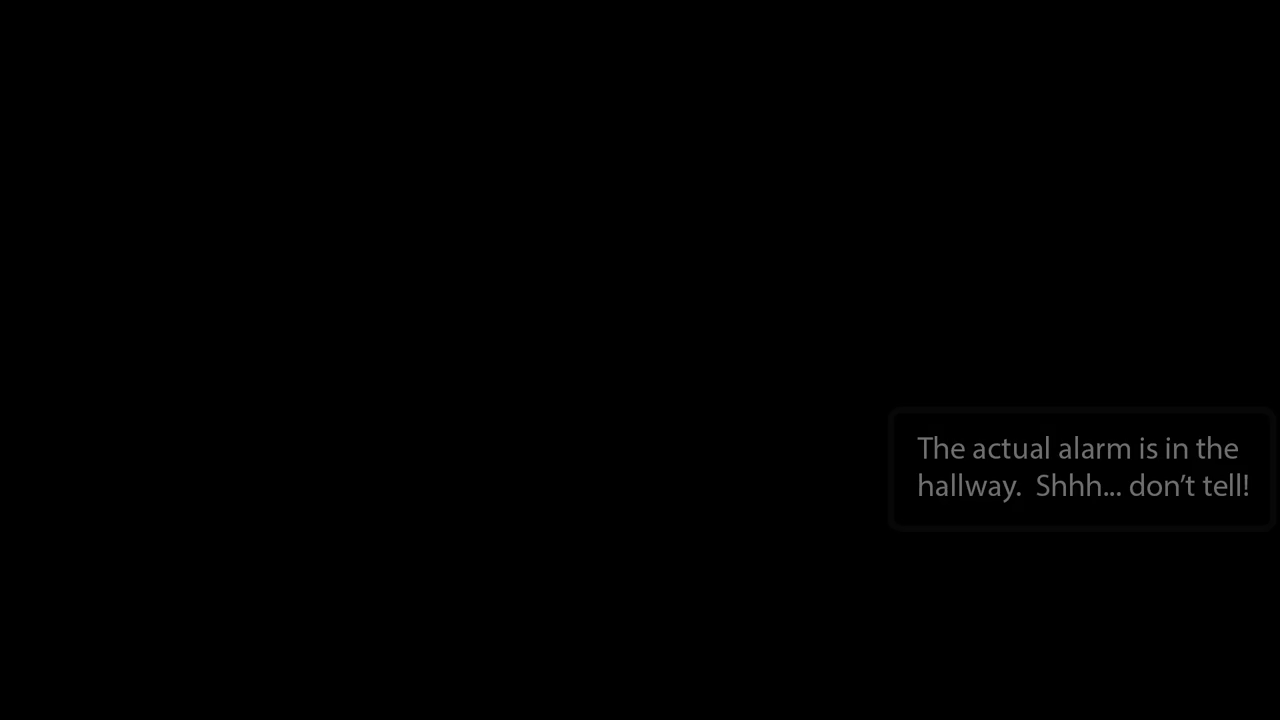 The actual alarm is in the
hallway.  Shhh... don’t tell!